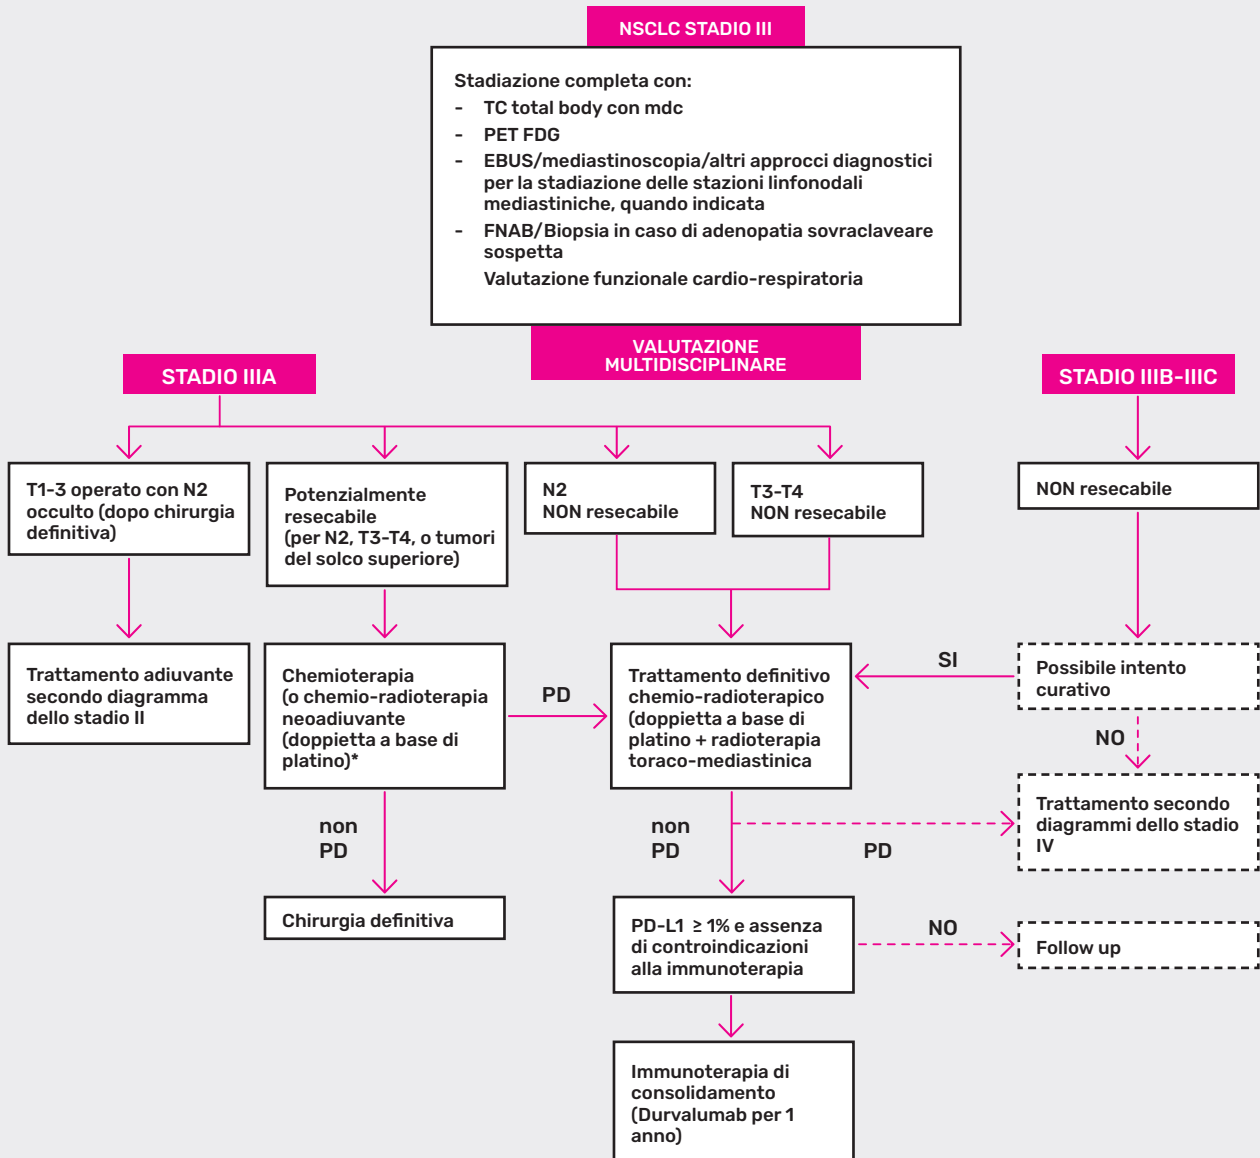 NSCLC STADIO III
Stadiazione completa con:
- TC total body con mdc
- PET FDG
- EBUS/mediastinoscopia/altri approcci diagnostici
per la stadiazione delle stazioni linfonodali
mediastiniche, quando indicata
- FNAB/Biopsia in caso di adenopatia sovraclaveare
sospetta
Valutazione funzionale cardio-respiratoria
VALUTAZIONE
MULTIDISCIPLINARE
STADIO IIIA
STADIO IIIB-IIIC
T1-3 operato con N2
occulto (dopo chirurgia
definitiva)
Potenzialmente
resecabile
(per N2, T3-T4, o tumori
del solco superiore)
N2
NON resecabile
T3-T4
NON resecabile
NON resecabile
Trattamento adiuvante
secondo diagramma
dello stadio II
Chemioterapia
(o chemio-radioterapia
neoadiuvante
(doppietta a base di
platino)*
PD
Trattamento definitivo
chemio-radioterapico
(doppietta a base di
platino + radioterapia
toraco-mediastinica
SI
Possibile intento
curativo
NO
Trattamento secondo
diagrammi dello stadio
IV
non
PD
non
PD
PD
Chirurgia definitiva
PD-L1 ≥ 1% e assenza
di controindicazioni
alla immunoterapia
NO
Follow up
Immunoterapia di
consolidamento
(Durvalumab per 1
anno)